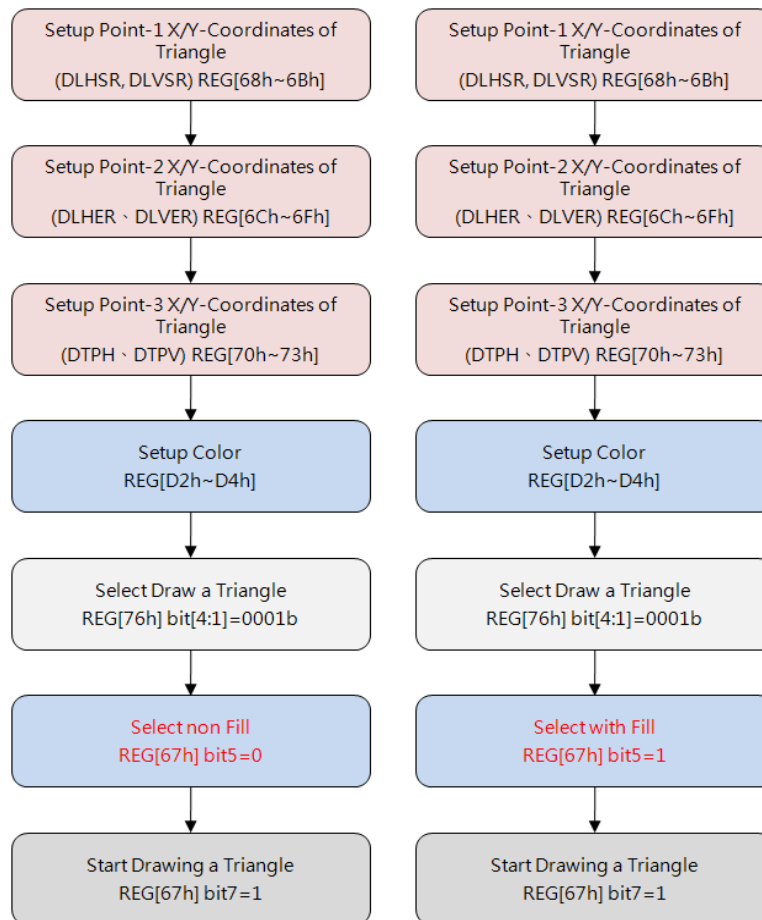 Setup Point-1 X/Y-Coordinates of
Triangle
(DLHSR, DLVSR) REG[68h~6Bh]
Setup Point-2 X/Y-Coordinates of
Triangle
(DLHER、DLVER) REG[6Ch~6Fh]
Setup Point-3 X/Y-Coordinates of
Triangle
(DTPH、DTPV) REG[70h~73h]
Setup Color
REG[D2h~D4h]
Select Draw a Triangle
REG[76h] bit[4:1]=0001b
Select non Fill
REG[67h] bit5=0
Start Drawing a Triangle
REG[67h] bit7=1
Setup Point-1 X/Y-Coordinates of
Triangle
(DLHSR, DLVSR) REG[68h~6Bh]
Setup Point-2 X/Y-Coordinates of
Triangle
(DLHER、DLVER) REG[6Ch~6Fh]
Setup Point-3 X/Y-Coordinates of
Triangle
(DTPH、DTPV) REG[70h~73h]
Setup Color
REG[D2h~D4h]
Select Draw a Triangle
REG[76h] bit[4:1]=0001b
Select with Fill
REG[67h] bit5=1
Start Drawing a Triangle
REG[67h] bit7=1